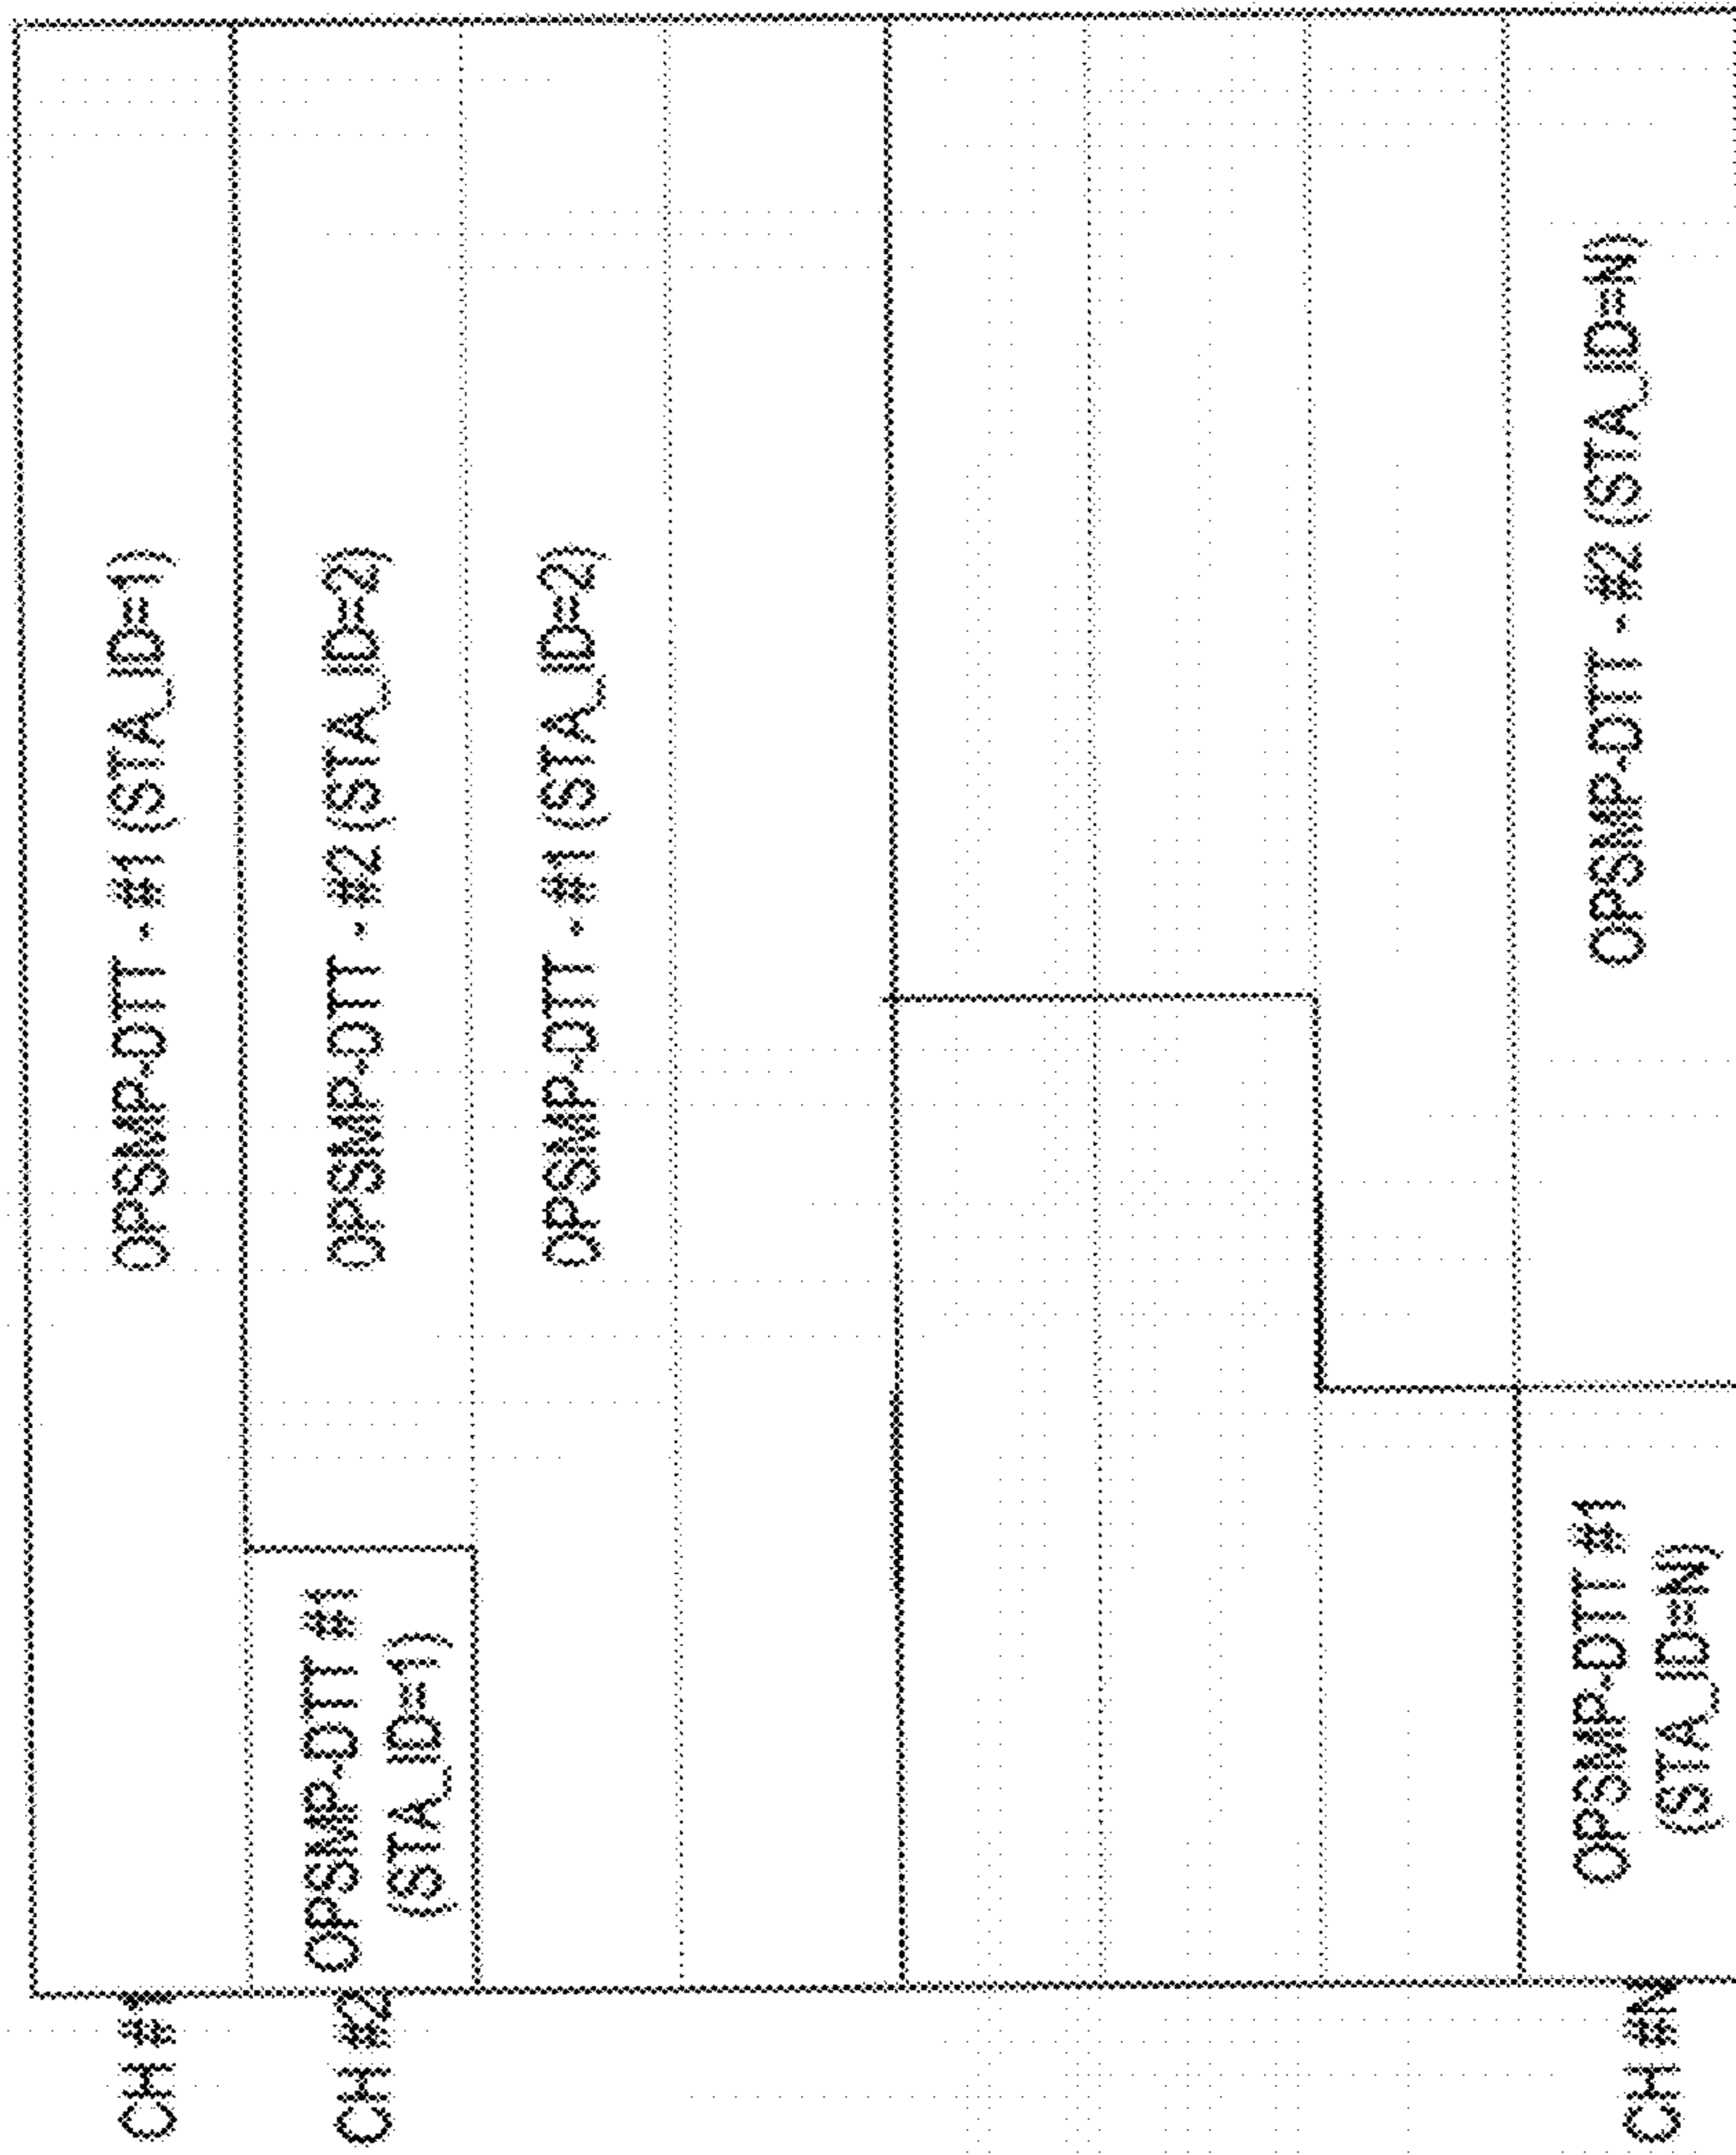 CH #1
OPSMP-DTT - #1 (STA_ID=1)
CH #2
OPSMP-DTT #1
(STA_ID=1)
OPSMP-DTT - #2 (STA_ID=2)
OPSMP-DTT - #1 (STA_ID=2)
CH #N
OPSMP-DTT #1
(STA_ID=N)
OPSMP-DTT - #2 (STA_ID=N)